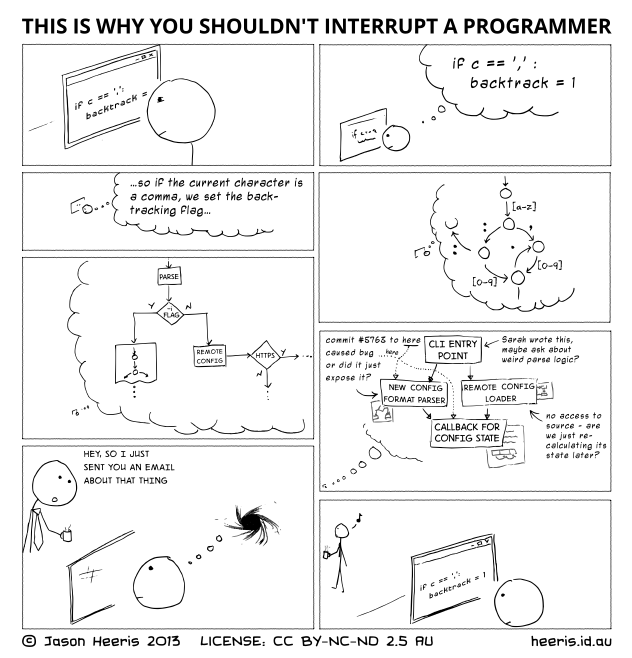 THIS IS WHY YOU SHOULDN'T INTERRUPT A PROGRAMMER
if c == ',':
backtrack =
if c == ',':
backtrack = 1
if c==','
...so if the current character is
a comma, we set the back-
tracking flag...
[a-z]
,
[0-9]
[0-9]
PARSE
Y
FLAG
N
REMOTE
CONFIG
HTTPS
Y
N
commit #5763 to here
caused bug here
or did it just
expose it?
CLI ENTRY
POINT
Sarah wrote this,
maybe ask about
weird parse logic?
NEW CONFIG
FORMAT PARSER
REMOTE CONFIG
LOADER
CALLBACK FOR
CONFIG STATE
no access to
source - are
we just re-
calculating its
state later?
HEY, SO I JUST
SENT YOU AN EMAIL
ABOUT THAT THING
if c == ',':
backtrack = 1
© Jason Heeris 2013 LICENSE: CC BY-NC-ND 2.5 AU heeris.id.au